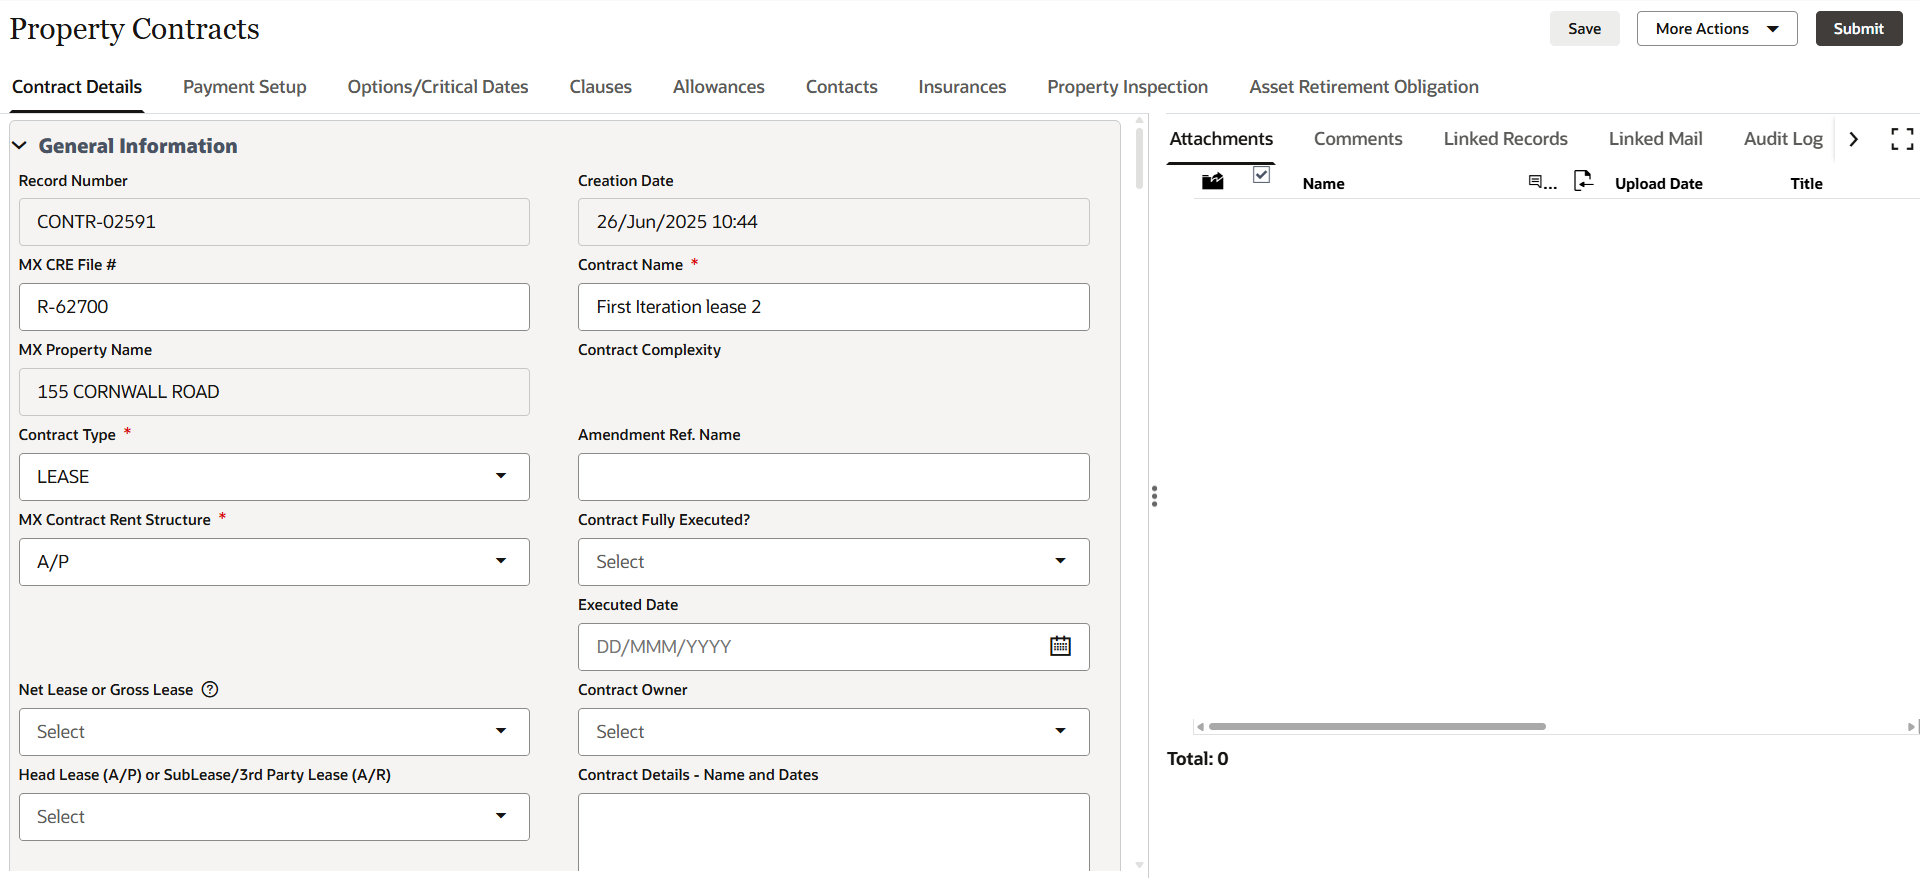 Property Contracts
Save
More Actions
Submit
Contract Details
Payment Setup
Options/Critical Dates
Clauses
Allowances
Contacts
Insurances
Property Inspection
Asset Retirement Obligation
General Information
Record Number
Creation Date
CONTR-02591
26/Jun/2025 10:44
MX CRE File #
Contract Name *
R-62700
First Iteration lease 2
MX Property Name
Contract Complexity
155 CORNWALL ROAD
Contract Type *
Amendment Ref. Name
LEASE
MX Contract Rent Structure *
Contract Fully Executed?
A/P
Select
Executed Date
DD/MMM/YYYY
Net Lease or Gross Lease
Contract Owner
Select
Select
Head Lease (A/P) or SubLease/3rd Party Lease (A/R)
Contract Details - Name and Dates
Select
Attachments
Comments
Linked Records
Linked Mail
Audit Log
Name
...
Upload Date
Title
Total: 0